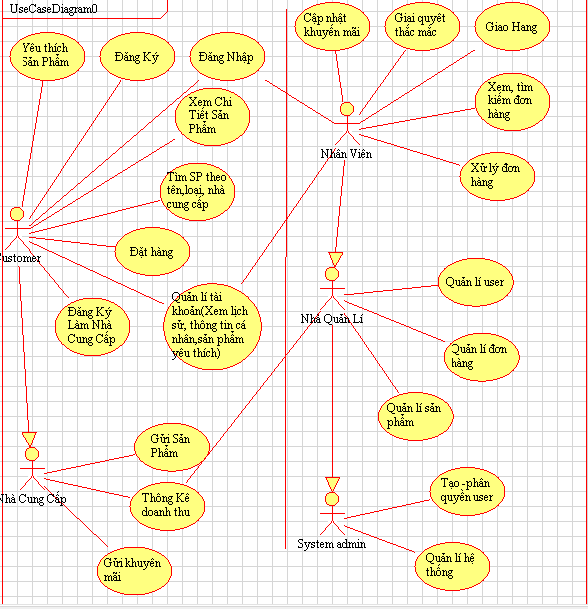 UseCaseDiagram0
Yêu thích
Sản Phẩm
Đăng Ký
Đăng Nhập
Cập nhật
khuyến mãi
Giai quyết
thắc mắc
Giao Hang
Xem Chi
Tiết Sản
Phẩm
Xem, tìm
kiếm đơn
hàng
Nhân Viên
Tìm SP theo
tên,loại, nhà
cung cấp
Xử lý đơn
hàng
Customer
Đặt hàng
Quản lí tài
khoản(Xem lịch
sử, thông tin cá
nhân,sản phẩm
yêu thích)
Đăng Ký
Làm Nhà
Cung Cấp
Nhà Quản Lí
Quản lí user
Quản lí đơn
hàng
Quản lí sản
phẩm
Gửi Sản
Phẩm
Nhà Cung Cấp
Thông Kê
doanh thu
Gửi khuyên
mãi
System admin
Tạo -phân
quyền user
Quản lí hệ
thống